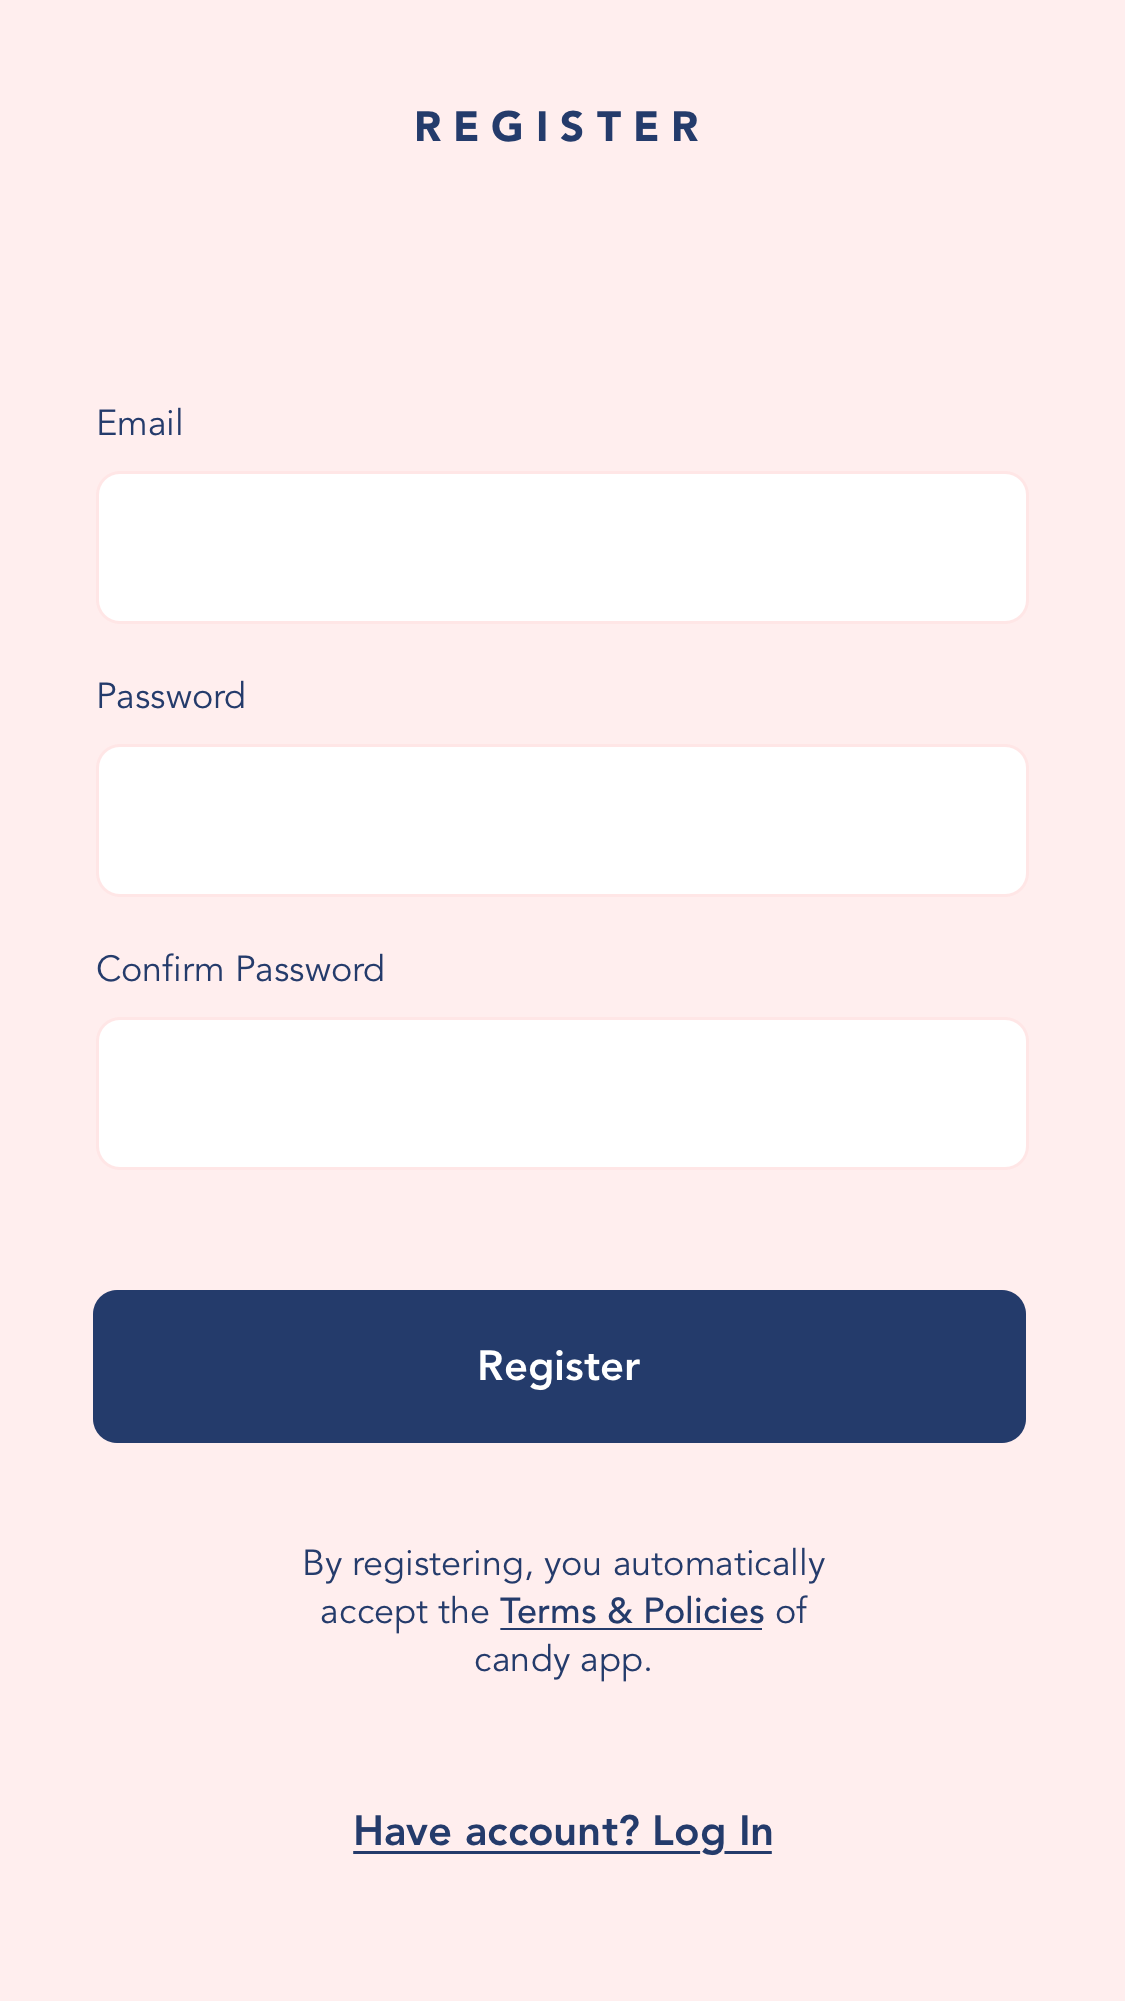 REGISTER
Email
Password
Confirm Password
Register
By registering, you automatically
accept the Terms & Policies of
candy app.
Have account? Log In